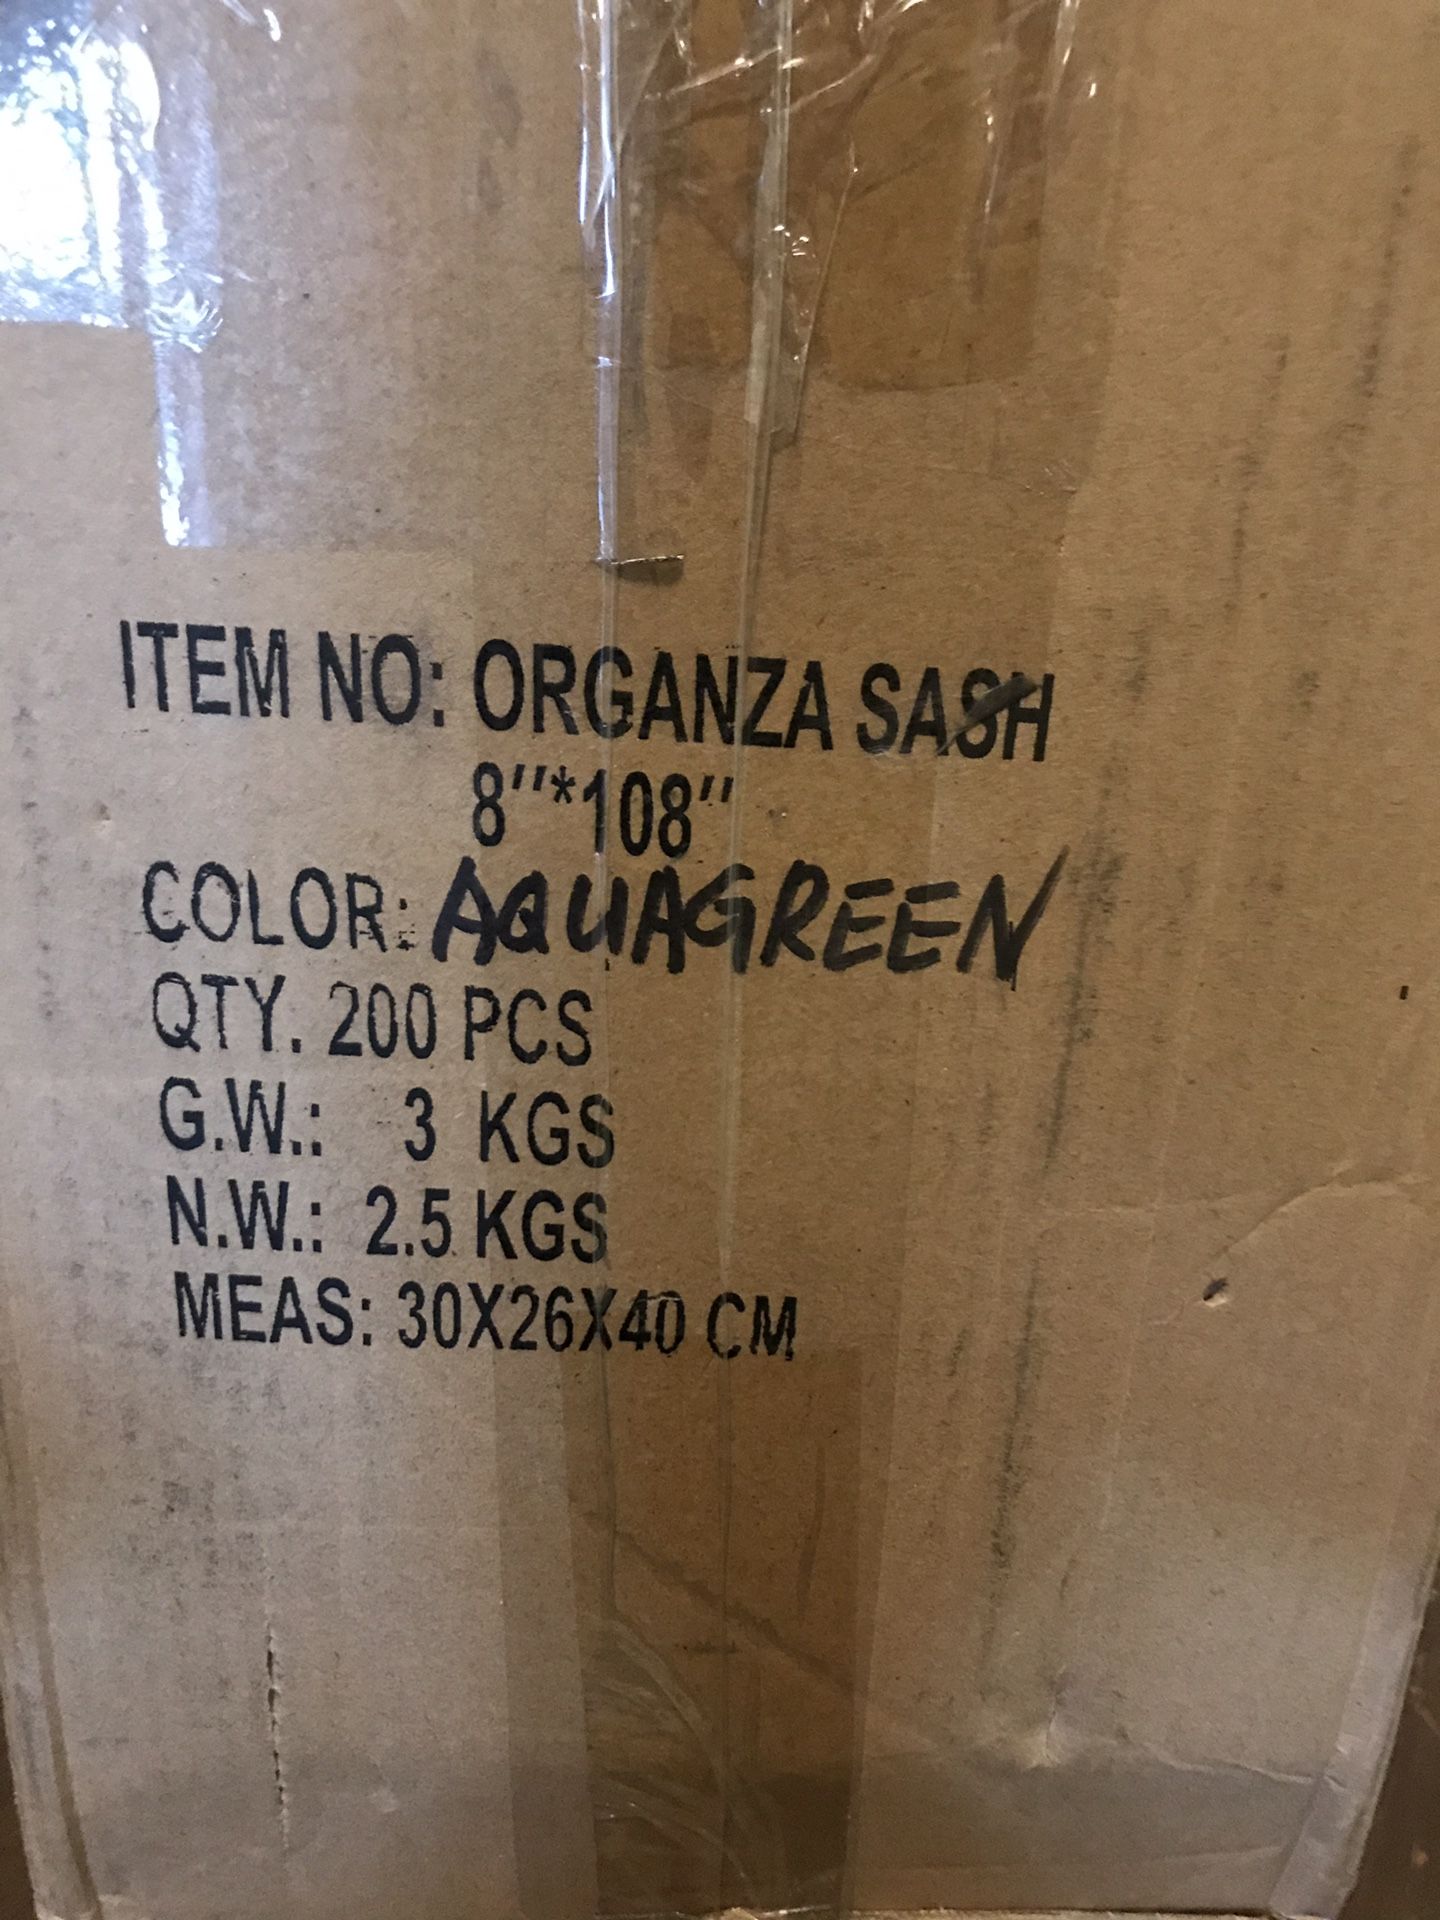 ITEM NO: ORGANZA SASH
8''*108''
COLOR: AQUAGREEN
QTY. 200 PCS
G.W.: 3 KGS
N.W.: 2.5 KGS
MEAS: 30X26X40 CM